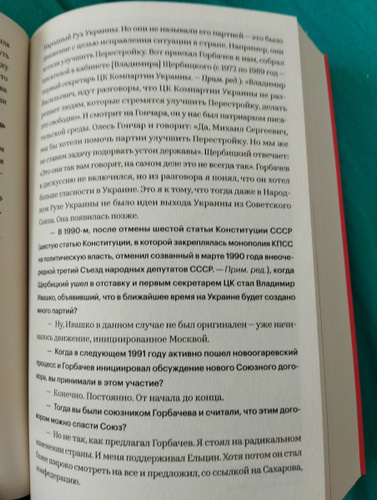 Народный Рух Украины. Но они не называли его партией – это было
движение с целью исправления ситуации в стране. Например, они
хотели улучшить Перестройку. Вот приехал Горбачев к нам, собрал
писателей в кабинете [Владимира] Щербицкого (с 1972 по 1989 год –
первый секретарь ЦК Компартии Украины. – Прим. ред.): «Владимир
Васильевич, идут разговоры, что ЦК Компартии Украины не раз-
решает людям, которые стремятся улучшить Перестройку, делать
это свободно». И смотрит на Гончара, он у нас был патриархом писа-
тельской среды. Олесь Гончар и говорит: «Да, Михаил Сергеевич,
мы бы хотели помочь партии улучшить Перестройку. Но мы же
не ставим задачу подорвать устои державы». Щербицкий отвечает:
«Это они так вам говорят, на самом деле это не всегда так». Горбачев
в дискуссию не включился, но из разговора я понял, что он хотел
больше гласности в Украине. Это я к тому, что тогда даже в Народ-
ном Рухе Украины не было идеи выхода Украины из Советского
Союза. Она появилась позже.
– В 1990-м, после отмены шестой статьи Конституции СССР
(шестую статью Конституции, в которой закреплялась монополия КПСС
на политическую власть, отменил созванный в марте 1990 года внеоче-
редной третий Съезд народных депутатов СССР. – Прим. ред.), когда
Щербицкий ушел в отставку и первым секретарем ЦК стал Владимир
Ивашко, объявивший, что в ближайшее время на Украине будет создано
много партий?
– Ну, Ивашко в данном случае не был оригинален – уже начи-
лось движение, инициированное Москвой.
– Когда в следующем 1991 году активно пошел новоогаревский
процесс и Горбачев инициировал обсуждение нового Союзного дого-
вора, вы принимали в этом участие?
– Конечно. Постоянно. От начала до конца.
– Тогда вы были союзником Горбачева и считали, что этим дого-
вором можно спасти Союз?
– Но не так, как предлагал Горбачев. Я стоял на радикальном
изменении страны. И меня поддерживал Ельцин. Хотя потом он стал
более широко смотреть на все и предложил, со ссылкой на Сахарова,
конфедерацию.